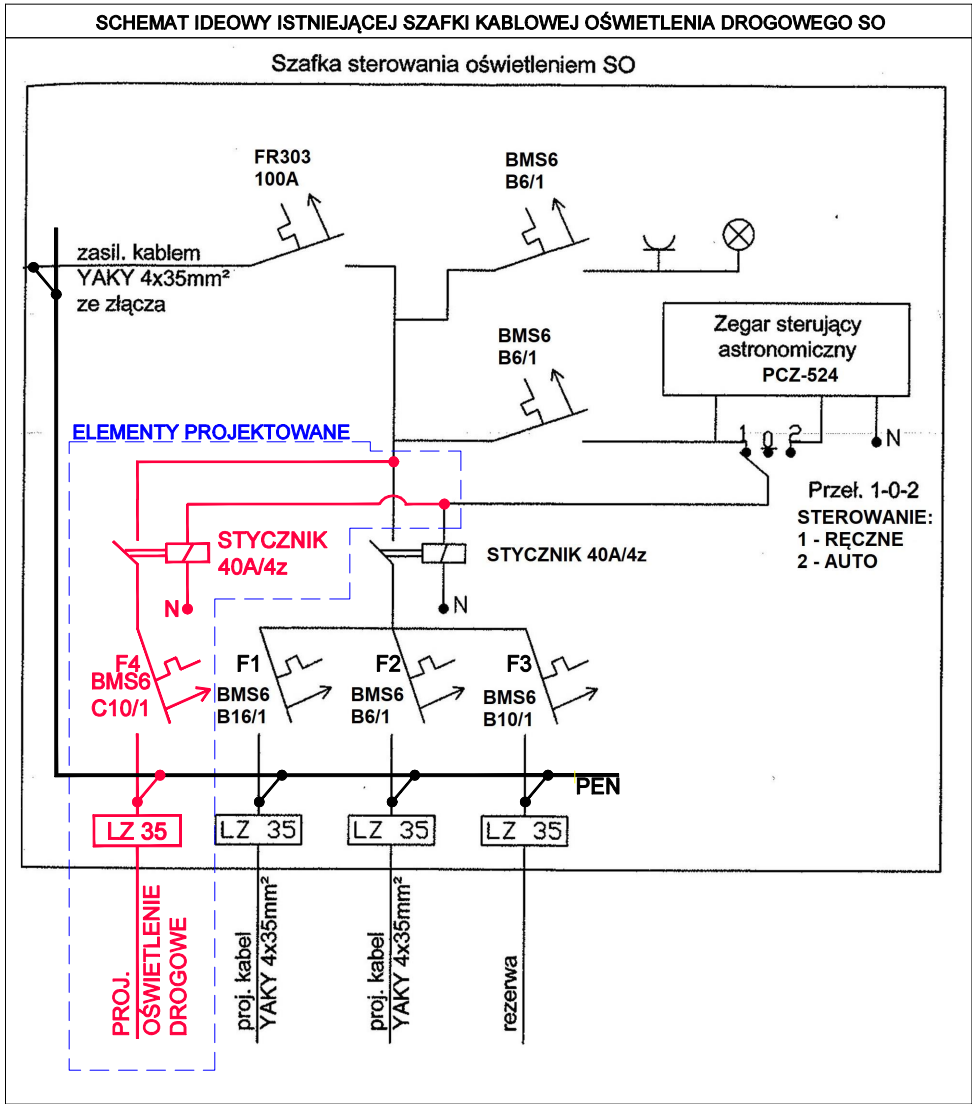 SCHEMAT IDEOWY ISTNIEJĄCEJ SZAFKI KABLOWEJ OŚWIETLENIA DROGOWEGO SO
Szafka sterowania oświetleniem SO
FR303
100A
BMS6
B6/1
zasil. kablem
YAKY 4x35mm²
ze złącza
BMS6
B6/1
Zegar sterujący
astronomiczny
PCZ-524
ELEMENTY PROJEKTOWANE
1 0 2
N
Przeł. 1-0-2
STEROWANIE:
1 - RĘCZNE
2 - AUTO
STYCZNIK
40A/4z
STYCZNIK 40A/4z
N
N
F4
BMS6
C10/1
F1
BMS6
B16/1
F2
BMS6
B6/1
F3
BMS6
B10/1
PEN
LZ 35
LZ 35
LZ 35
LZ 35
PROJ.
OŚWIETLENIE
DROGOWE
proj. kabel
YAKY 4x35mm²
proj. kabel
YAKY 4x35mm²
rezerwa